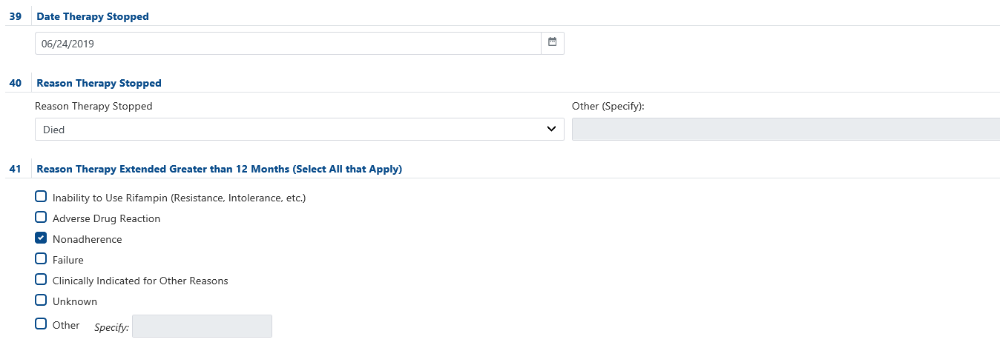 39 Date Therapy Stopped
06/24/2019
40 Reason Therapy Stopped
Reason Therapy Stopped Other (Specify):
Died
41 Reason Therapy Extended Greater than 12 Months (Select All that Apply)
Inability to Use Rifampin (Resistance, Intolerance, etc.)
Adverse Drug Reaction
Nonadherence
Failure
Clinically Indicated for Other Reasons
Unknown
Other Specify: